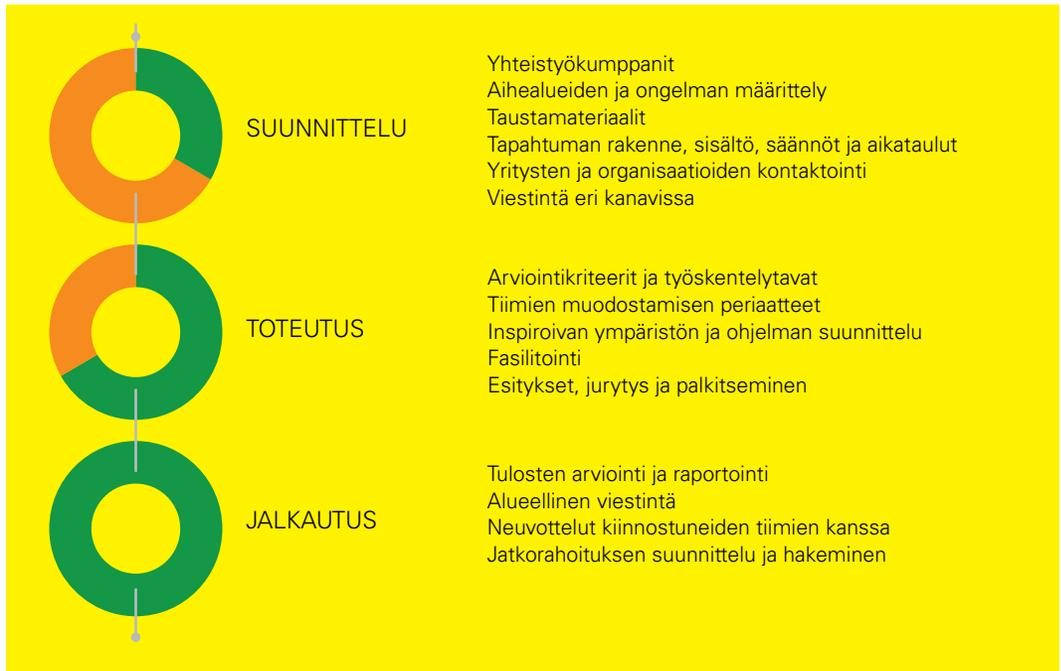 SUUNNITTELU
Yhteistyökumppanit
Aihealueiden ja ongelman määrittely
Taustamateriaalit
Tapahtuman rakenne, sisältö, säännöt ja aikataulut
Yritysten ja organisaatioiden kontaktointi
Viestintä eri kanavissa
TOTEUTUS
Arviointikriteerit ja työskentelytavat
Tiimien muodostamisen periaatteet
Inspiroivan ympäristön ja ohjelman suunnittelu
Fasilitointi
Esitykset, jurytys ja palkitseminen
JALKAUTUS
Tulosten arviointi ja raportointi
Alueellinen viestintä
Neuvottelut kiinnostuneiden tiimien kanssa
Jatkorahoituksen suunnittelu ja hakeminen